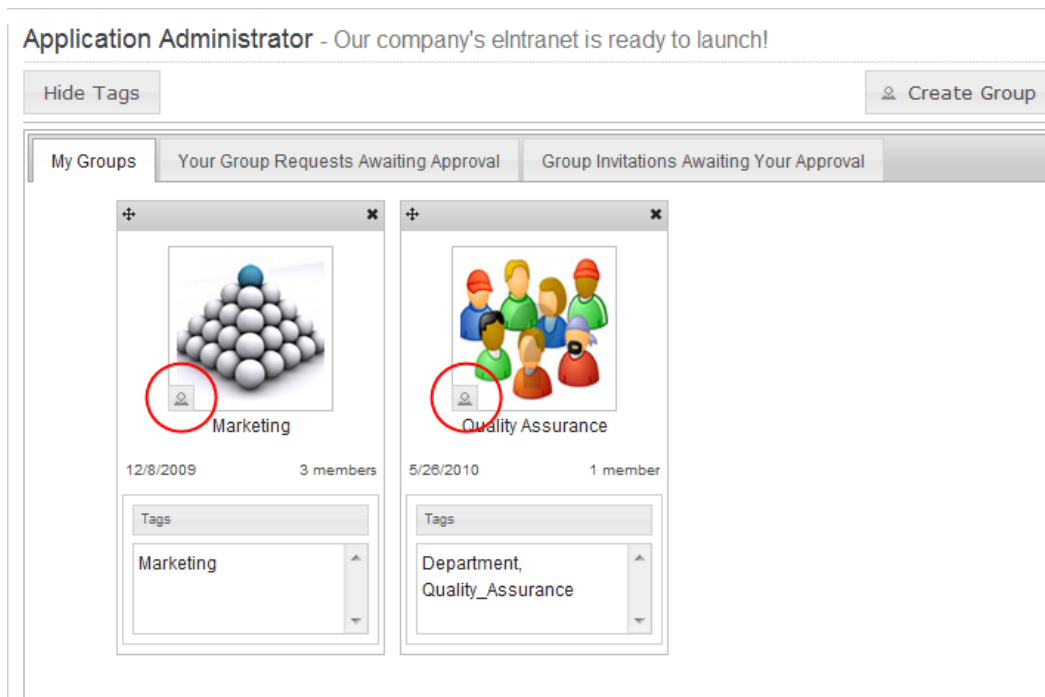 Application Administrator - Our company's eIntranet is ready to launch!
Hide Tags
Create Group
My Groups
Your Group Requests Awaiting Approval
Group Invitations Awaiting Your Approval
Marketing
12/8/2009
3 members
Tags
Marketing
Quality Assurance
5/26/2010
1 member
Tags
Department,
Quality_Assurance